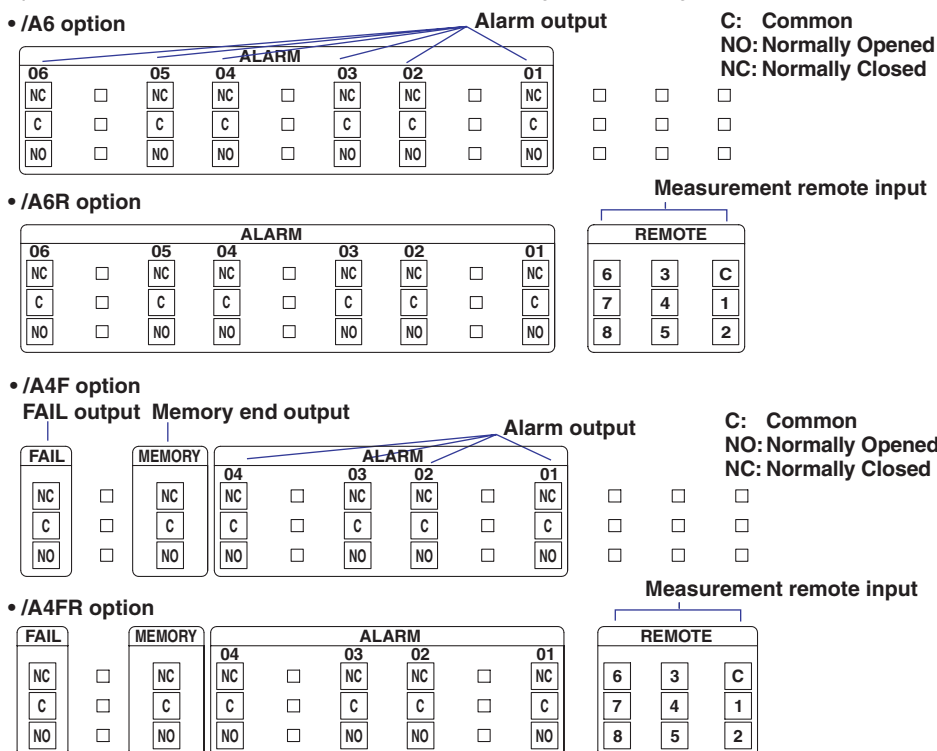 • /A6 option
Alarm output
C: Common
NO: Normally Opened
NC: Normally Closed
ALARM
06 05 04 03 02 01
NC NC NC NC NC NC
C C C C C C
NO NO NO NO NO NO
• /A6R option
Measurement remote input
ALARM REMOTE
06 05 04 03 02 01
NC NC NC NC NC NC 6 3 C
C C C C C C 7 4 1
NO NO NO NO NO NO 8 5 2
• /A4F option
FAIL output Memory end output
Alarm output
C: Common
NO: Normally Opened
NC: Normally Closed
FAIL MEMORY ALARM
04 03 02 01
NC NC NC NC NC NC
C C C C C C
NO NO NO NO NO NO
• /A4FR option
Measurement remote input
FAIL MEMORY ALARM REMOTE
04 03 02 01
NC NC NC NC NC NC 6 3 C
C C C C C C 7 4 1
NO NO NO NO NO NO 8 5 2